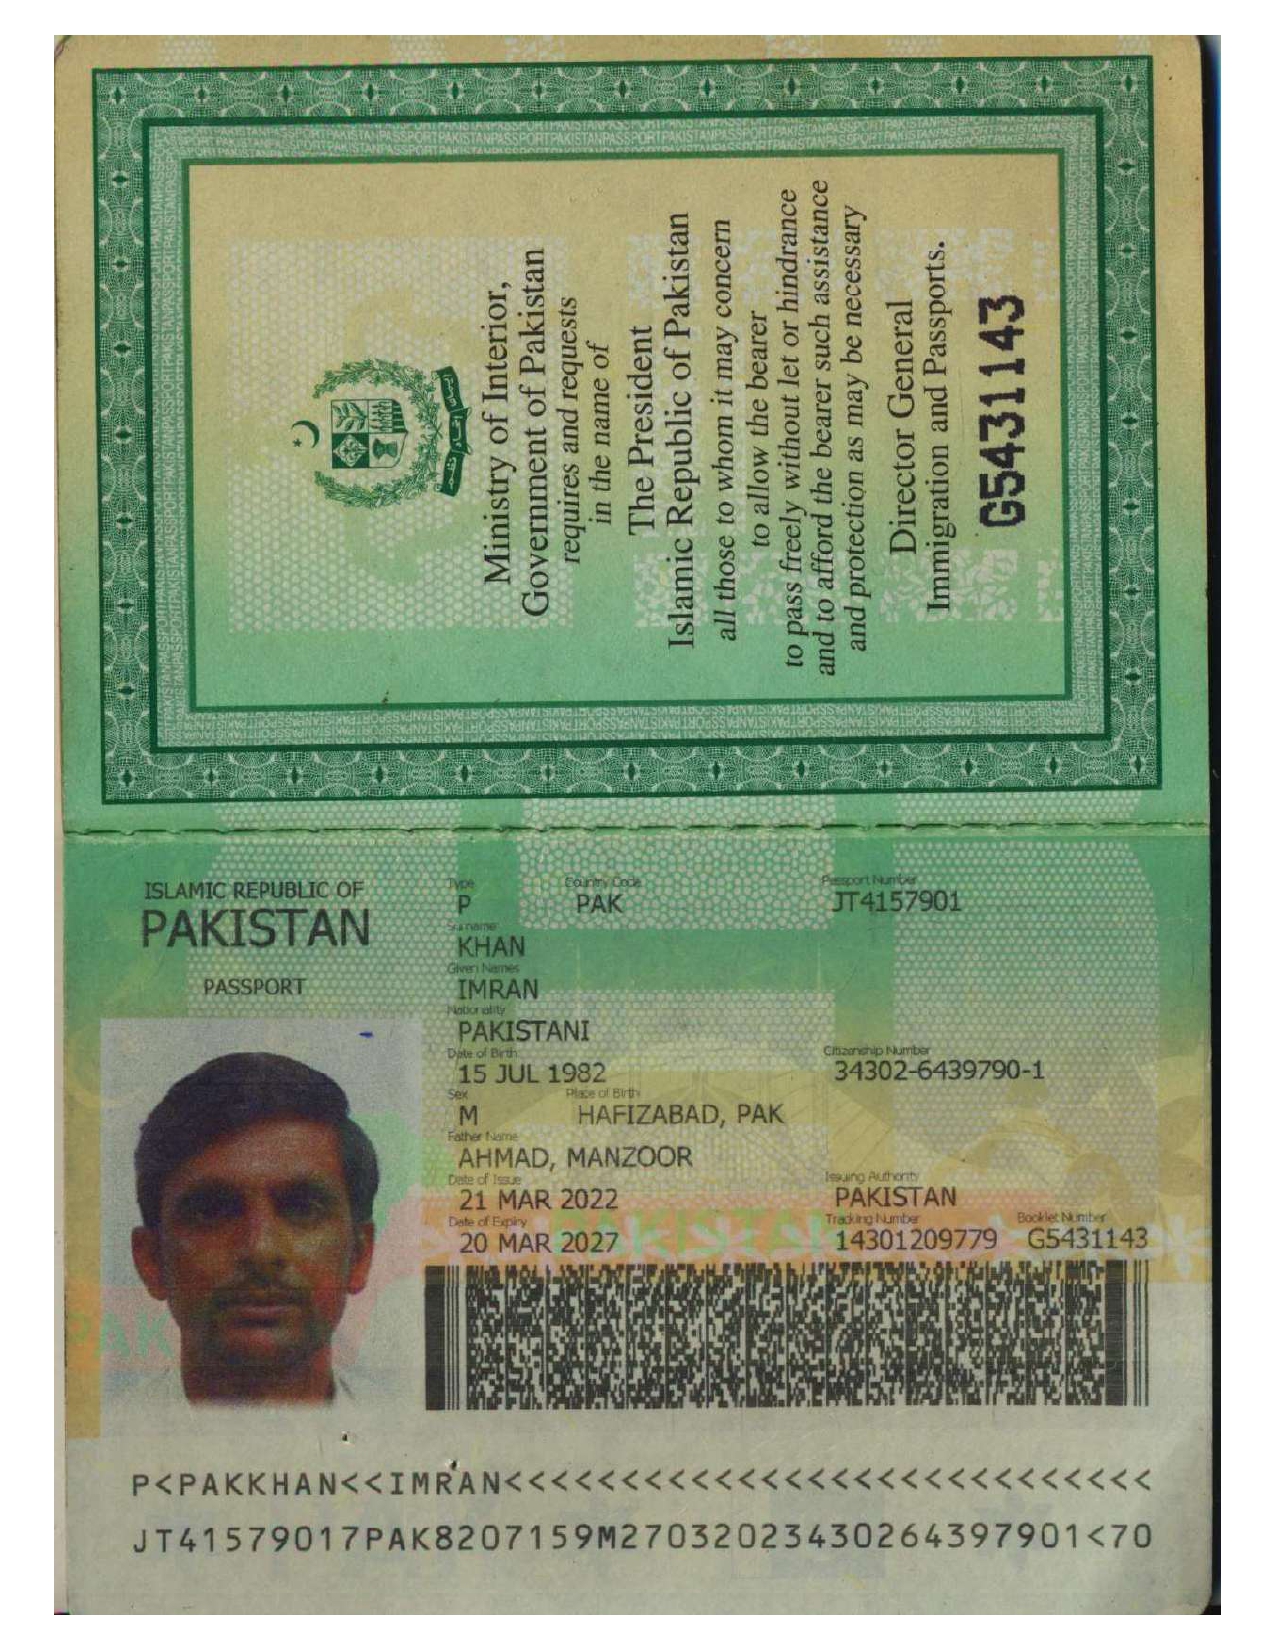 Ministry of Interior,
Government of Pakistan
requires and requests
in the name of
The President
Islamic Republic of Pakistan
all those to whom it may concern
to allow the bearer
to pass freely without let or hindrance
and to afford the bearer such assistance
and protection as may be necessary
Director General
Immigration and Passports.
G5431143
ISLAMIC REPUBLIC OF
PAKISTAN
PASSPORT
Type Country Code Passport Number
P PAK JT4157901
Surname
KHAN
Given Names
IMRAN
Nationality
PAKISTANI
Date of Birth Citizenship Number
15 JUL 1982 34302-6439790-1
Sex Place of Birth
M HAFIZABAD, PAK
Father Name
AHMAD, MANZOOR
Date of Issue Issuing Authority
21 MAR 2022 PAKISTAN
Date of Expiry Tracking Number Booklet Number
20 MAR 2027 14301209779 G5431143
PAKISTAN
PAK
P<PAKKHAN<<IMRAN<<<<<<<<<<<<<<<<<<<<<<<<<<<<
JT41579017PAK8207159M27032023430264397901<70